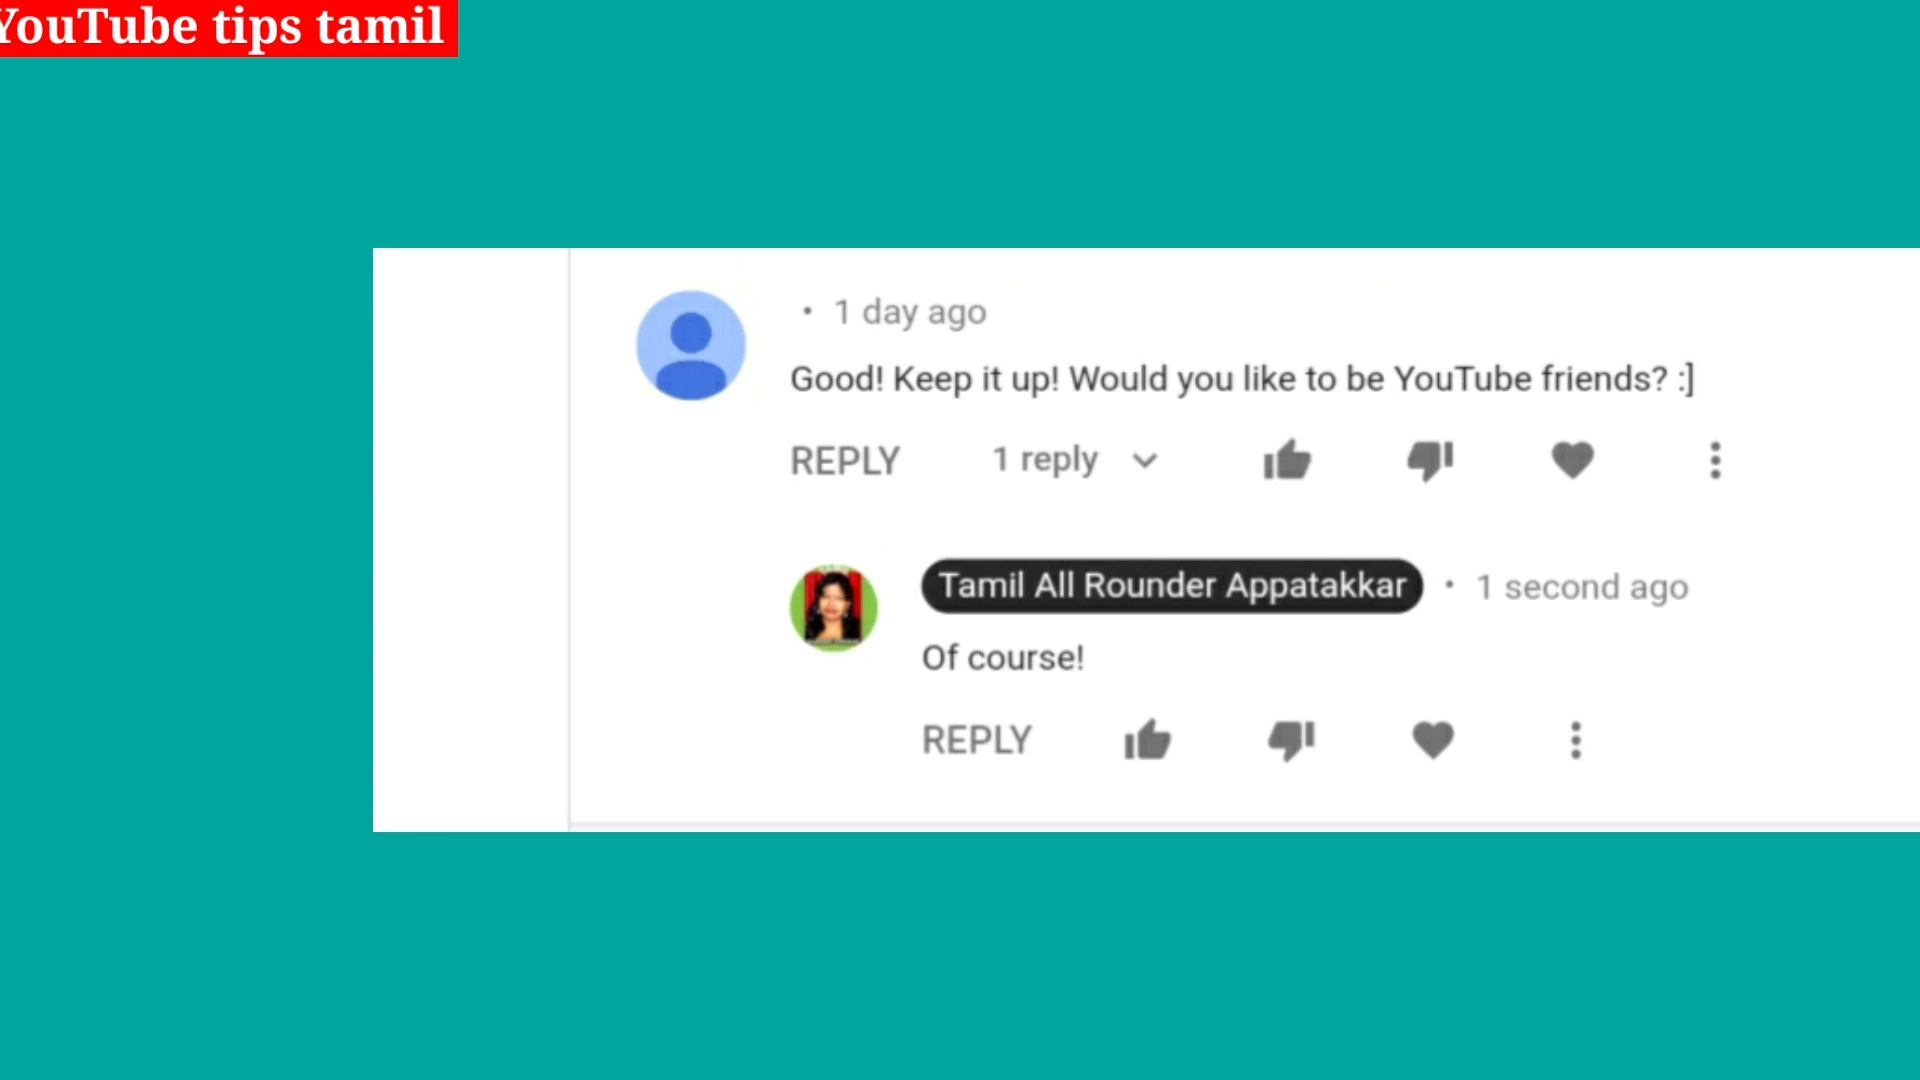 YouTube tips tamil
• 1 day ago
Good! Keep it up! Would you like to be YouTube friends? :]
REPLY 1 reply
Tamil All Rounder Appatakkar • 1 second ago
Of course!
REPLY